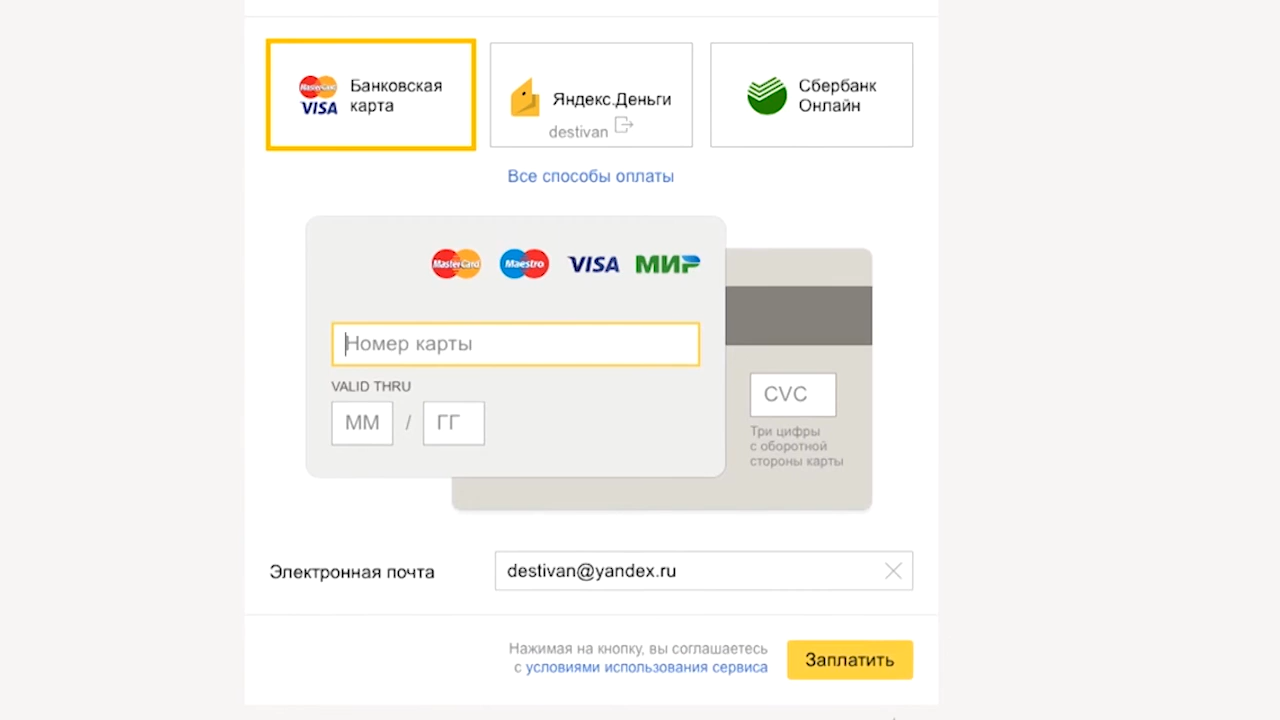 MasterCard
VISA
Банковская
карта
Яндекс.Деньги
destivan
Сбербанк
Онлайн
Все способы оплаты
MasterCard Maestro VISA МИР
Номер карты
VALID THRU
ММ / ГГ
CVC
Три цифры
с оборотной
стороны карты
Электронная почта
destivan@yandex.ru
Нажимая на кнопку, вы соглашаетесь
с условиями использования сервиса
Заплатить